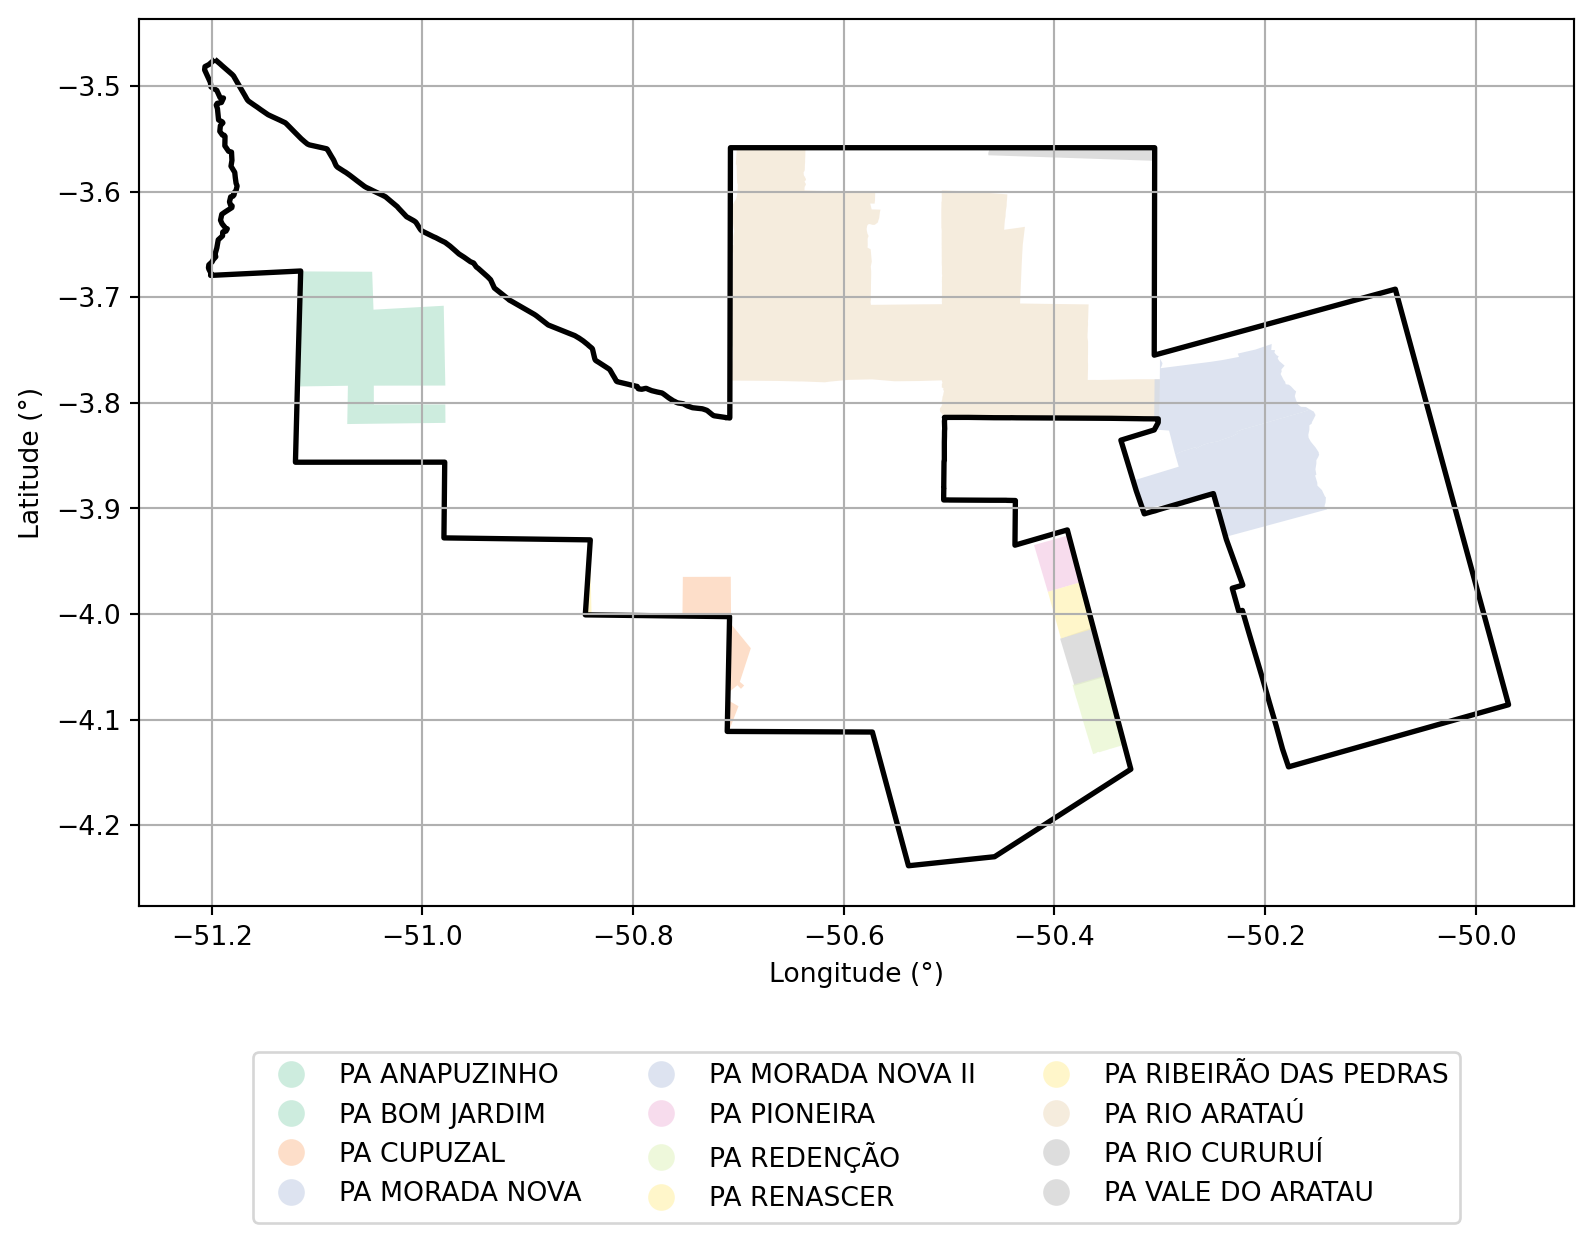 −3.5
−3.6
−3.7
−3.8
−3.9
−4.0
−4.1
−4.2
Latitude (°)
−51.2 −51.0 −50.8 −50.6 −50.4 −50.2 −50.0
Longitude (°)
PA ANAPUZINHO
PA BOM JARDIM
PA CUPUZAL
PA MORADA NOVA
PA MORADA NOVA II
PA PIONEIRA
PA REDENÇÃO
PA RENASCER
PA RIBEIRÃO DAS PEDRAS
PA RIO ARATAÚ
PA RIO CURURUÍ
PA VALE DO ARATAU